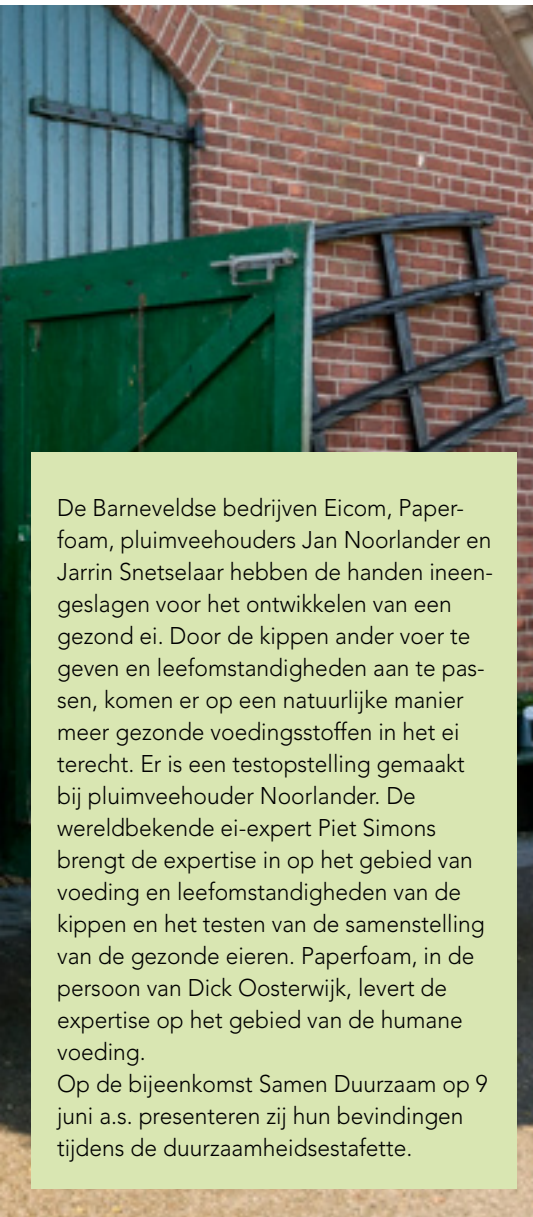 De Barneveldse bedrijven Eicom, Paper-
foam, pluimveehouders Jan Noorlander en
Jarrin Snetselaar hebben de handen ineen-
geslagen voor het ontwikkelen van een
gezond ei. Door de kippen ander voer te
geven en leefomstandigheden aan te pas-
sen, komen er op een natuurlijke manier
meer gezonde voedingsstoffen in het ei
terecht. Er is een testopstelling gemaakt
bij pluimveehouder Noorlander. De
wereldbekende ei-expert Piet Simons
brengt de expertise in op het gebied van
voeding en leefomstandigheden van de
kippen en het testen van de samenstelling
van de gezonde eieren. Paperfoam, in de
persoon van Dick Oosterwijk, levert de
expertise op het gebied van de humane
voeding.
Op de bijeenkomst Samen Duurzaam op 9
juni a.s. presenteren zij hun bevindingen
tijdens de duurzaamheidsestafette.